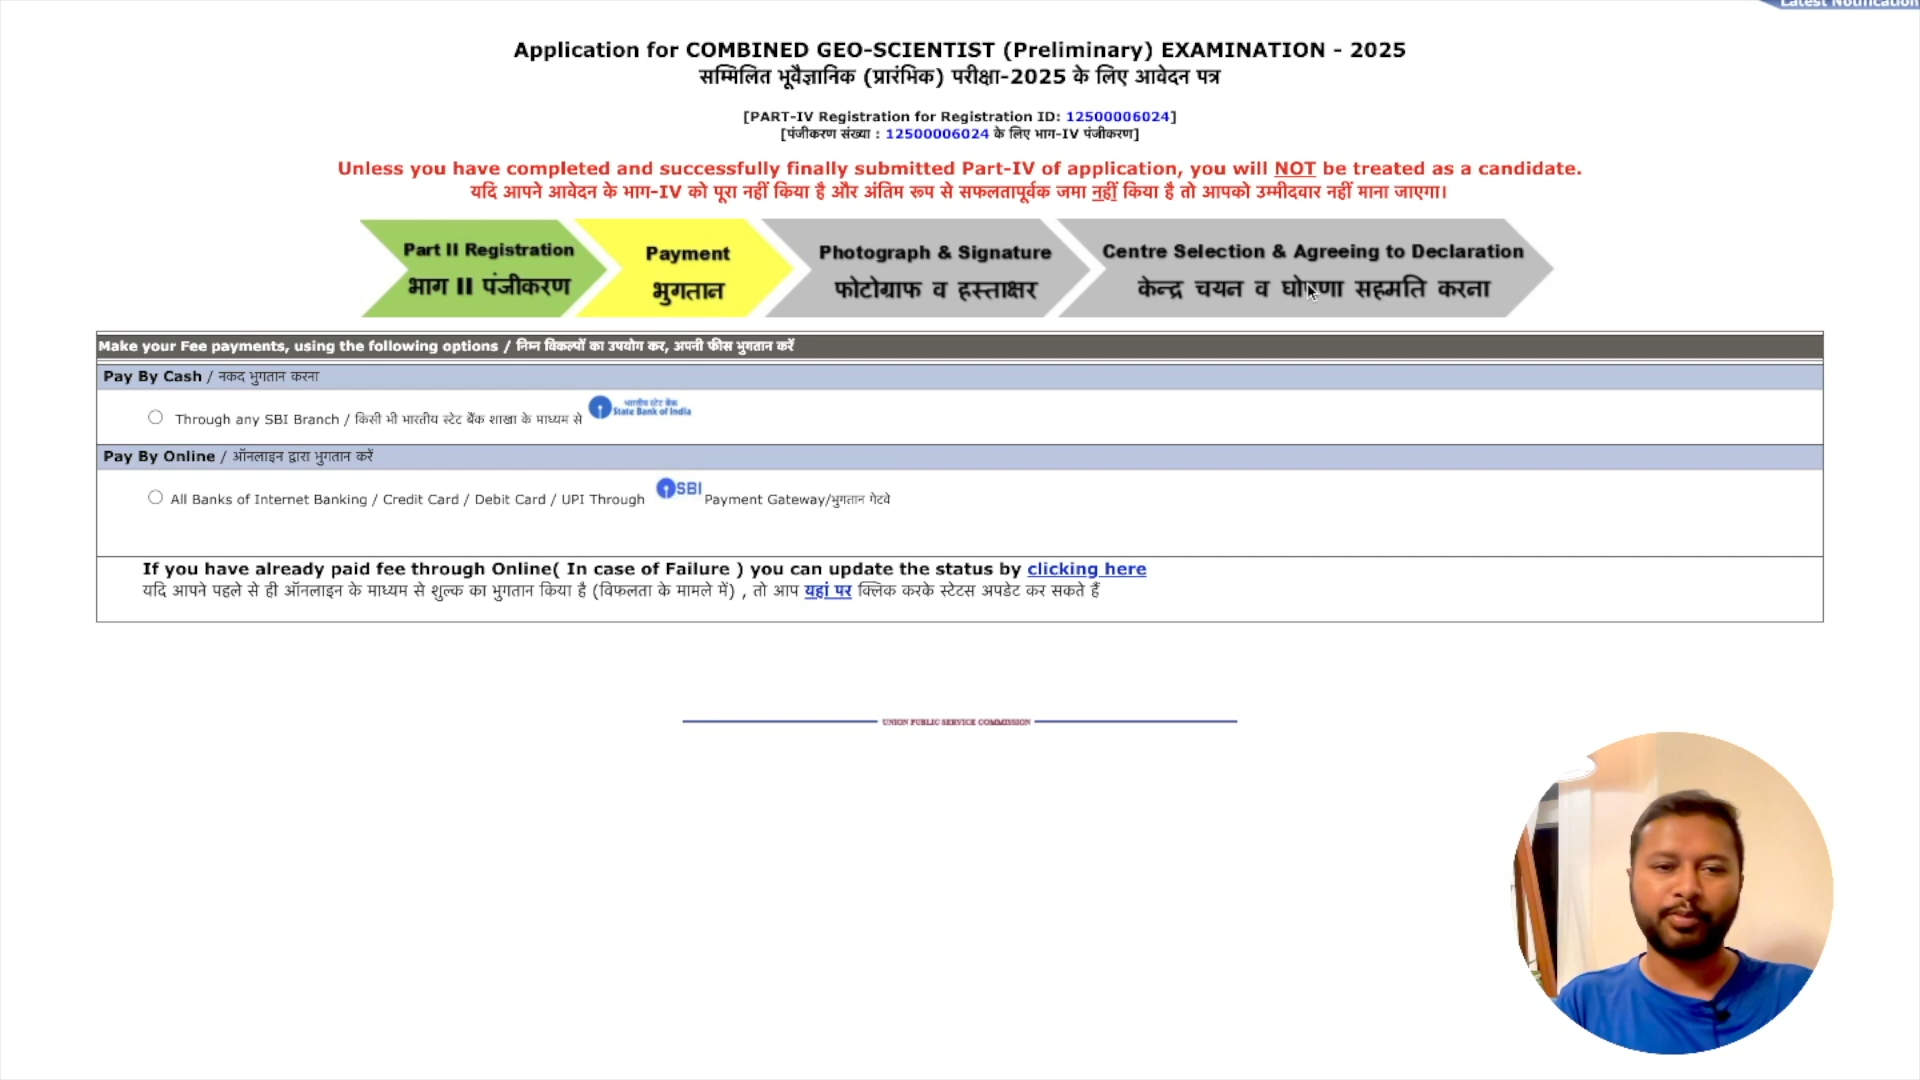 Latest Notification
Application for COMBINED GEO-SCIENTIST (Preliminary) EXAMINATION - 2025
सम्मिलित भूवैज्ञानिक (प्रारंभिक) परीक्षा-2025 के लिए आवेदन पत्र
[PART-IV Registration for Registration ID: 12500006024]
[पंजीकरण संख्या : 12500006024 के लिए भाग-IV पंजीकरण]
Unless you have completed and successfully finally submitted Part-IV of application, you will NOT be treated as a candidate.
यदि आपने आवेदन के भाग-IV को पूरा नहीं किया है और अंतिम रूप से सफलतापूर्वक जमा नहीं किया है तो आपको उम्मीदवार नहीं माना जाएगा।
Part II Registration
भाग II पंजीकरण
Payment
भुगतान
Photograph & Signature
फोटोग्राफ व हस्ताक्षर
Centre Selection & Agreeing to Declaration
केन्द्र चयन व घोषणा सहमति करना
Make your Fee payments, using the following options / निम्न विकल्पों का उपयोग कर, अपनी फीस भुगतान करें
Pay By Cash / नकद भुगतान करना
Through any SBI Branch / किसी भी भारतीय स्टेट बैंक शाखा के माध्यम से
भारतीय स्टेट बैंक
State Bank of India
Pay By Online / ऑनलाइन द्वारा भुगतान करें
All Banks of Internet Banking / Credit Card / Debit Card / UPI Through SBI Payment Gateway/भुगतान गेटवे
If you have already paid fee through Online( In case of Failure ) you can update the status by clicking here
यदि आपने पहले से ही ऑनलाइन के माध्यम से शुल्क का भुगतान किया है (विफलता के मामले में) , तो आप यहां पर क्लिक करके स्टेटस अपडेट कर सकते हैं
UNION PUBLIC SERVICE COMMISSION